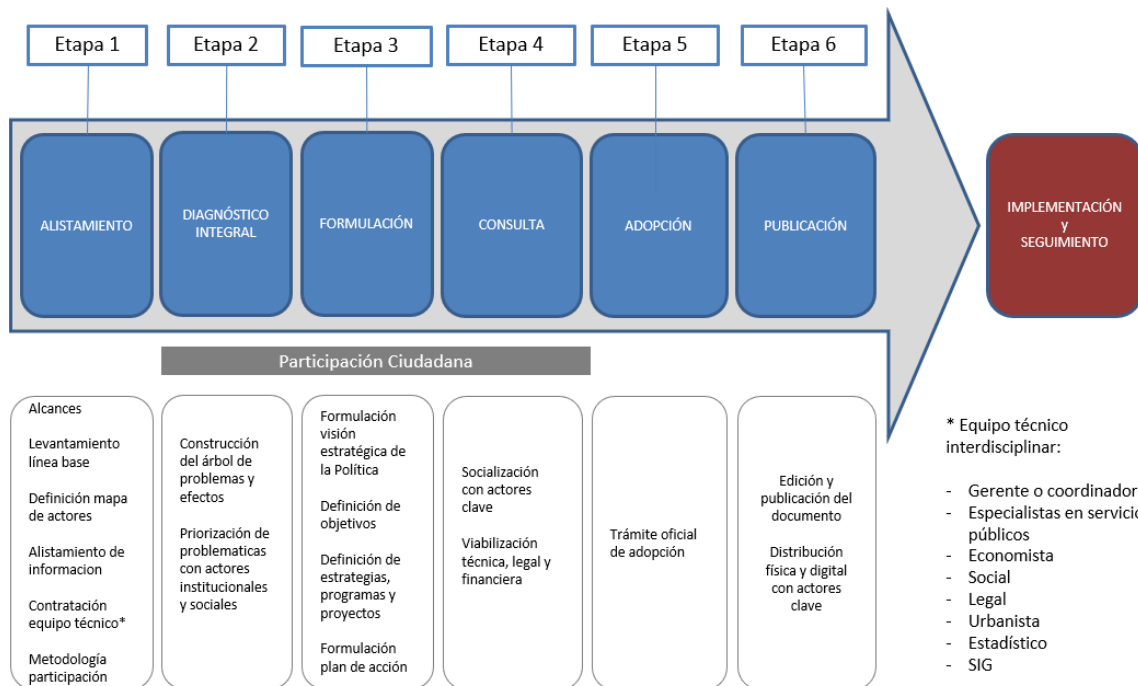 Etapa 1
Etapa 2
Etapa 3
Etapa 4
Etapa 5
Etapa 6
ALISTAMIENTO
DIAGNÓSTICO
INTEGRAL
FORMULACIÓN
CONSULTA
ADOPCIÓN
PUBLICACIÓN
IMPLEMENTACIÓN
y
SEGUIMIENTO
Participación Ciudadana
Alcances
Levantamiento
línea base
Definición mapa
de actores
Alistamiento de
informacion
Contratación
equipo técnico*
Metodología
participación
Construcción
del árbol de
problemas y
efectos
Priorización de
problematicas
con actores
institucionales
y sociales
Formulación
visión
estratégica de
la Política
Definición de
objetivos
Definición de
estrategias,
programas y
proyectos
Formulación
plan de acción
Socialización
con actores
clave
Viabilización
técnica, legal y
financiera
Trámite oficial
de adopción
Edición y
publicación del
documento
Distribución
física y digital
con actores
clave
* Equipo técnico
interdisciplinar:
- Gerente o coordinador
- Especialistas en servicio
públicos
- Economista
- Social
- Legal
- Urbanista
- Estadístico
- SIG